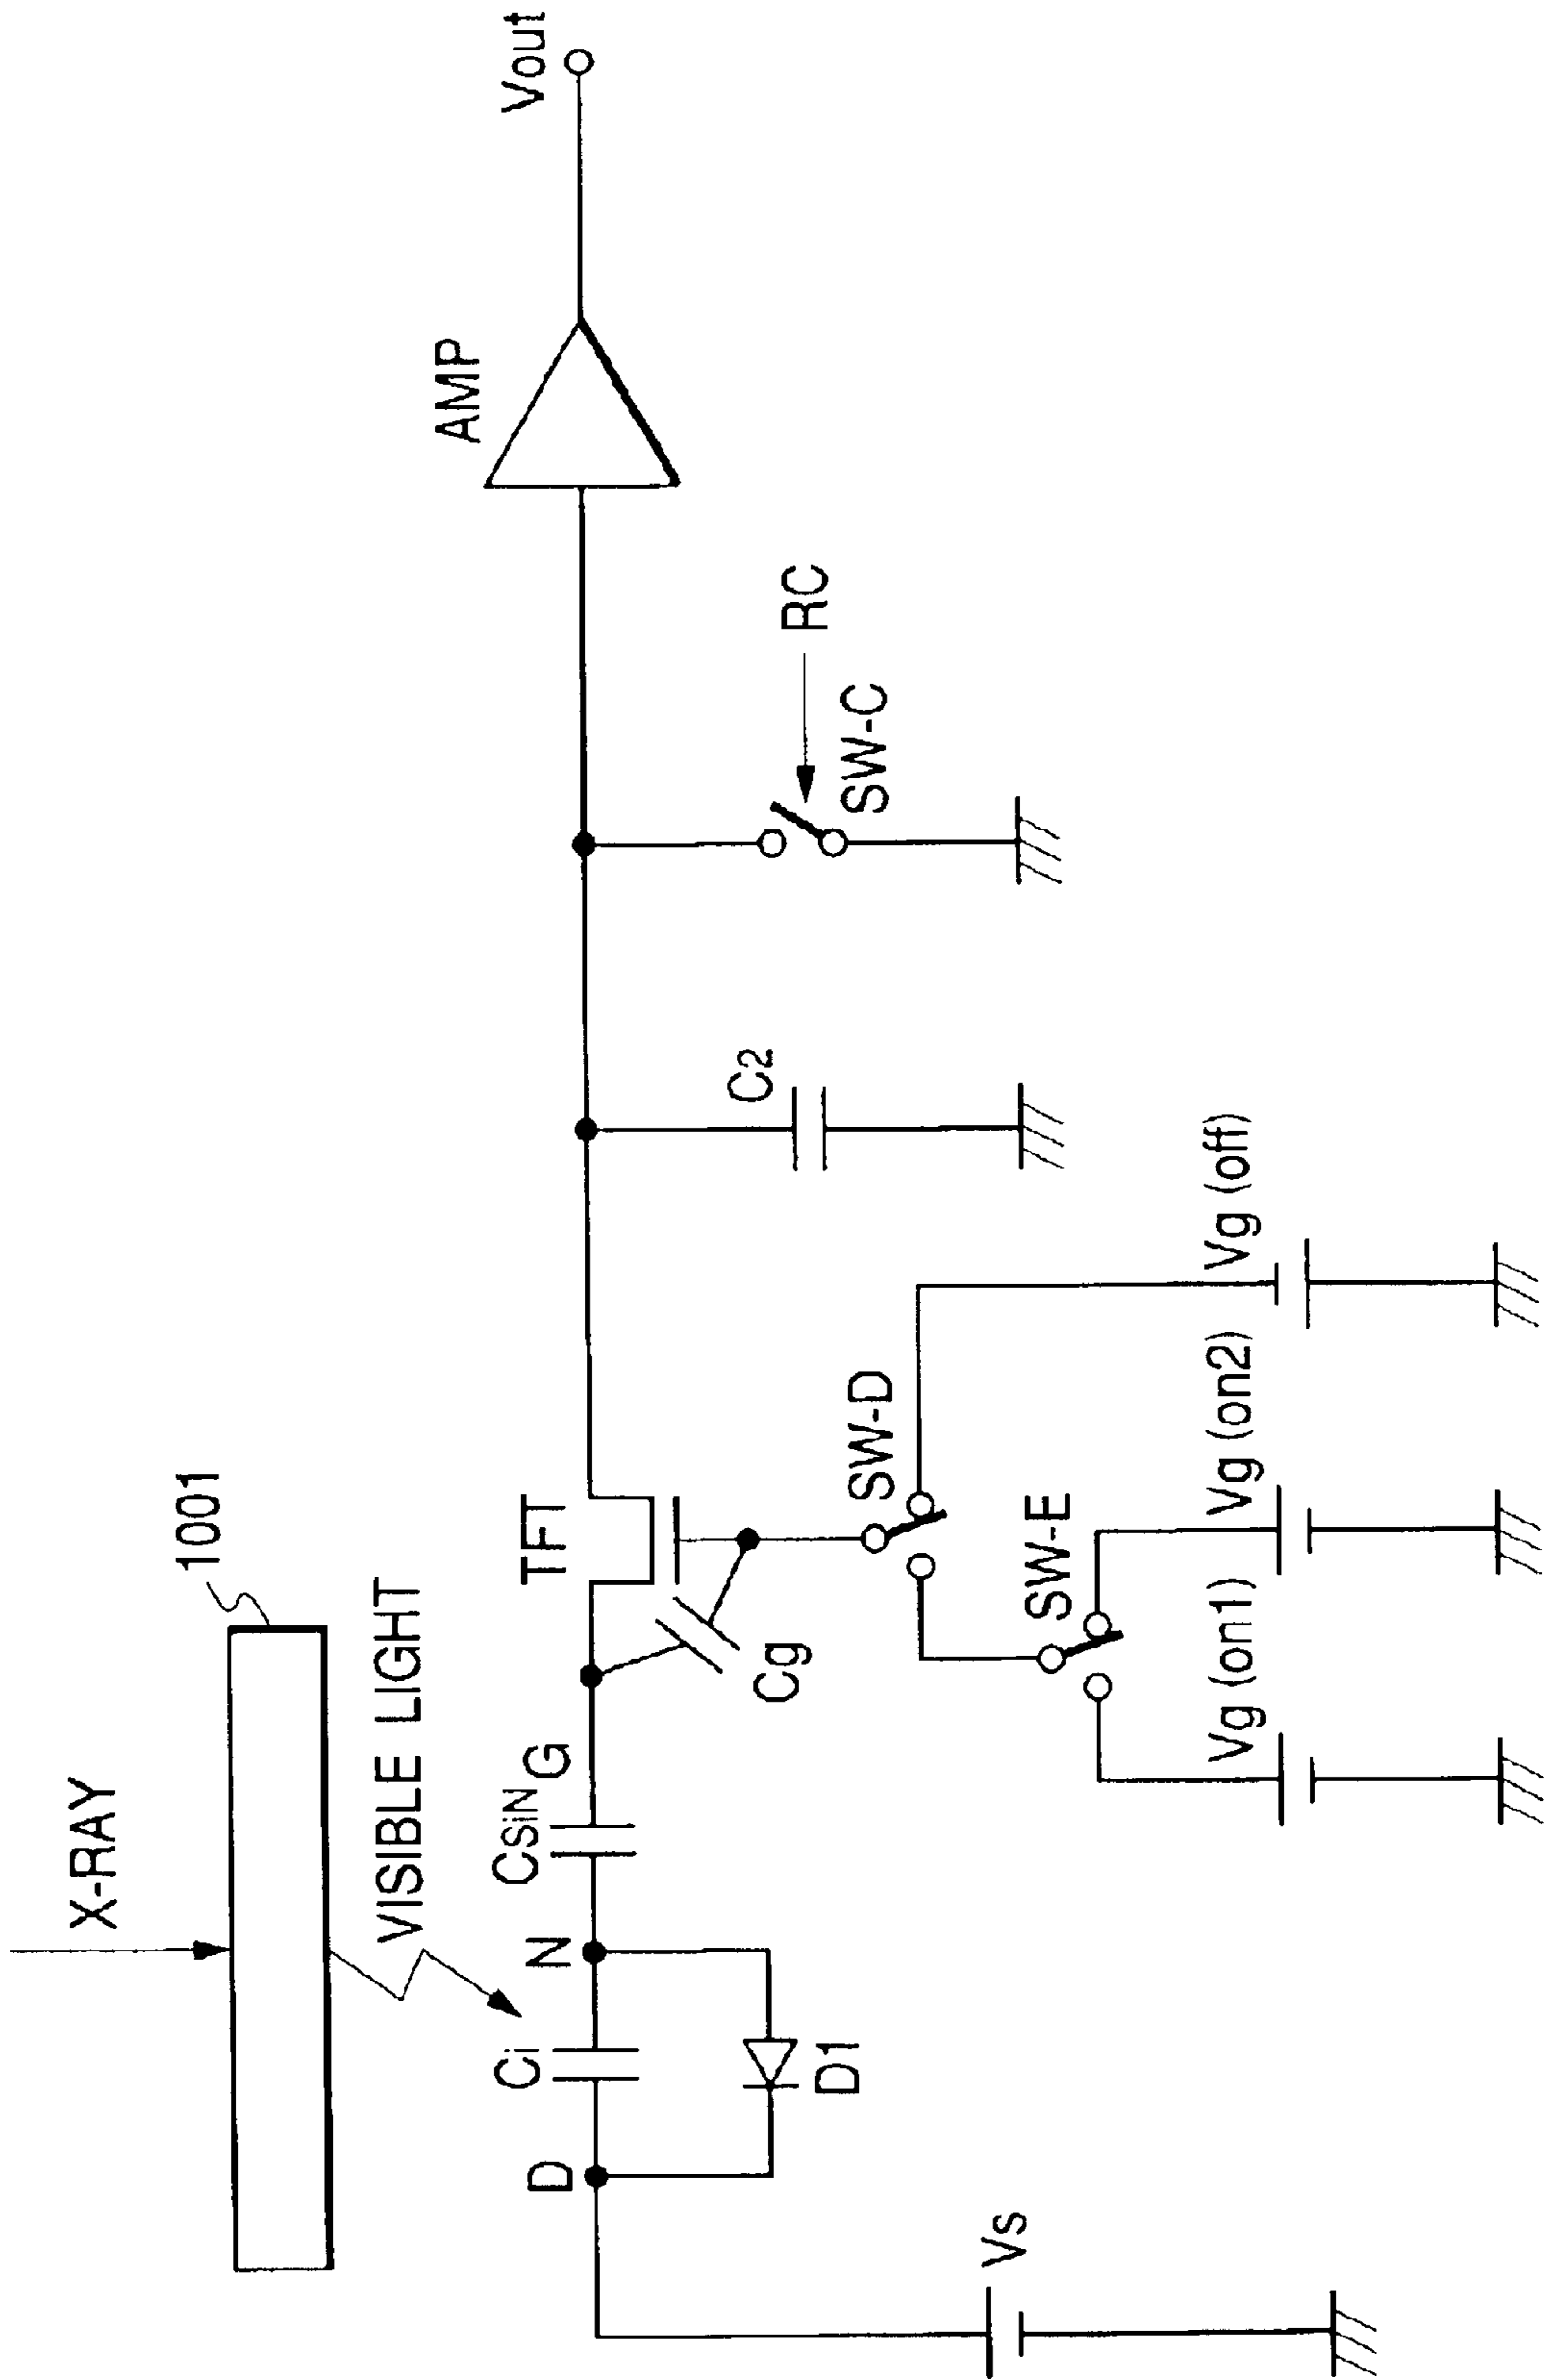 X-RAY
1001
VISIBLE LIGHT
AMP
Vout
D
Ci
N
CSiN
G
TFT
Cg
D1
C2
RC
SW-C
SW-D
SW-E
Vs
Vg (on1)
Vg (on2)
Vg (off)